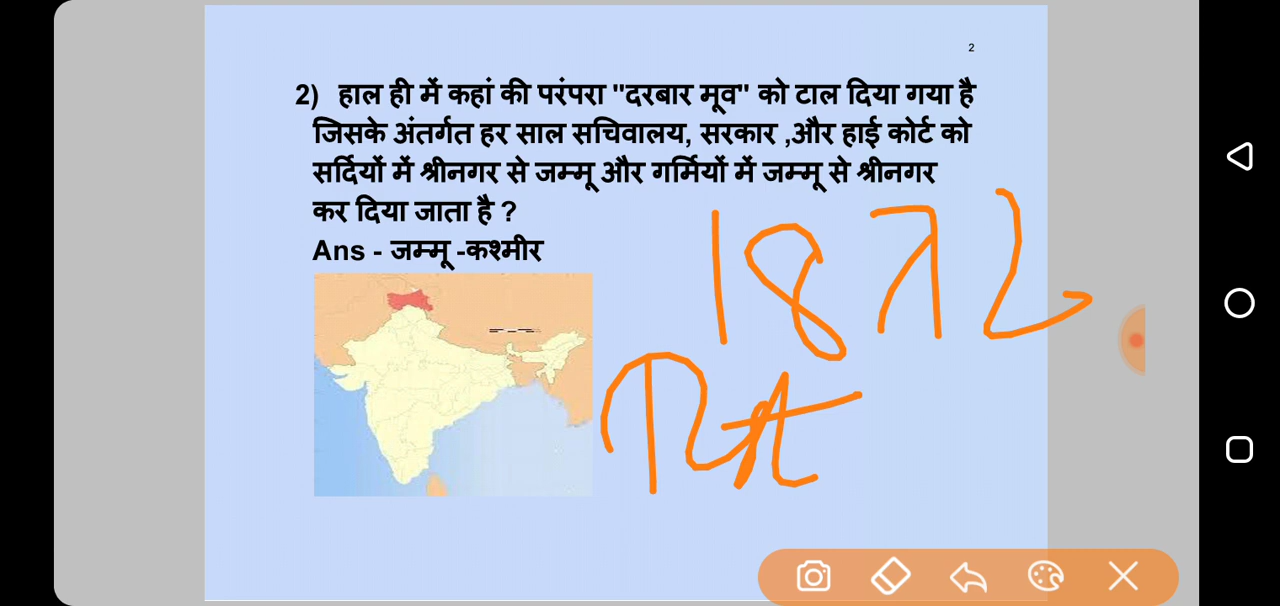 2
2) हाल ही में कहां की परंपरा "दरबार मूव" को टाल दिया गया है
जिसके अंतर्गत हर साल सचिवालय, सरकार ,और हाई कोर्ट को
सर्दियों में श्रीनगर से जम्मू और गर्मियों में जम्मू से श्रीनगर
कर दिया जाता है ?
Ans - जम्मू -कश्मीर
1872